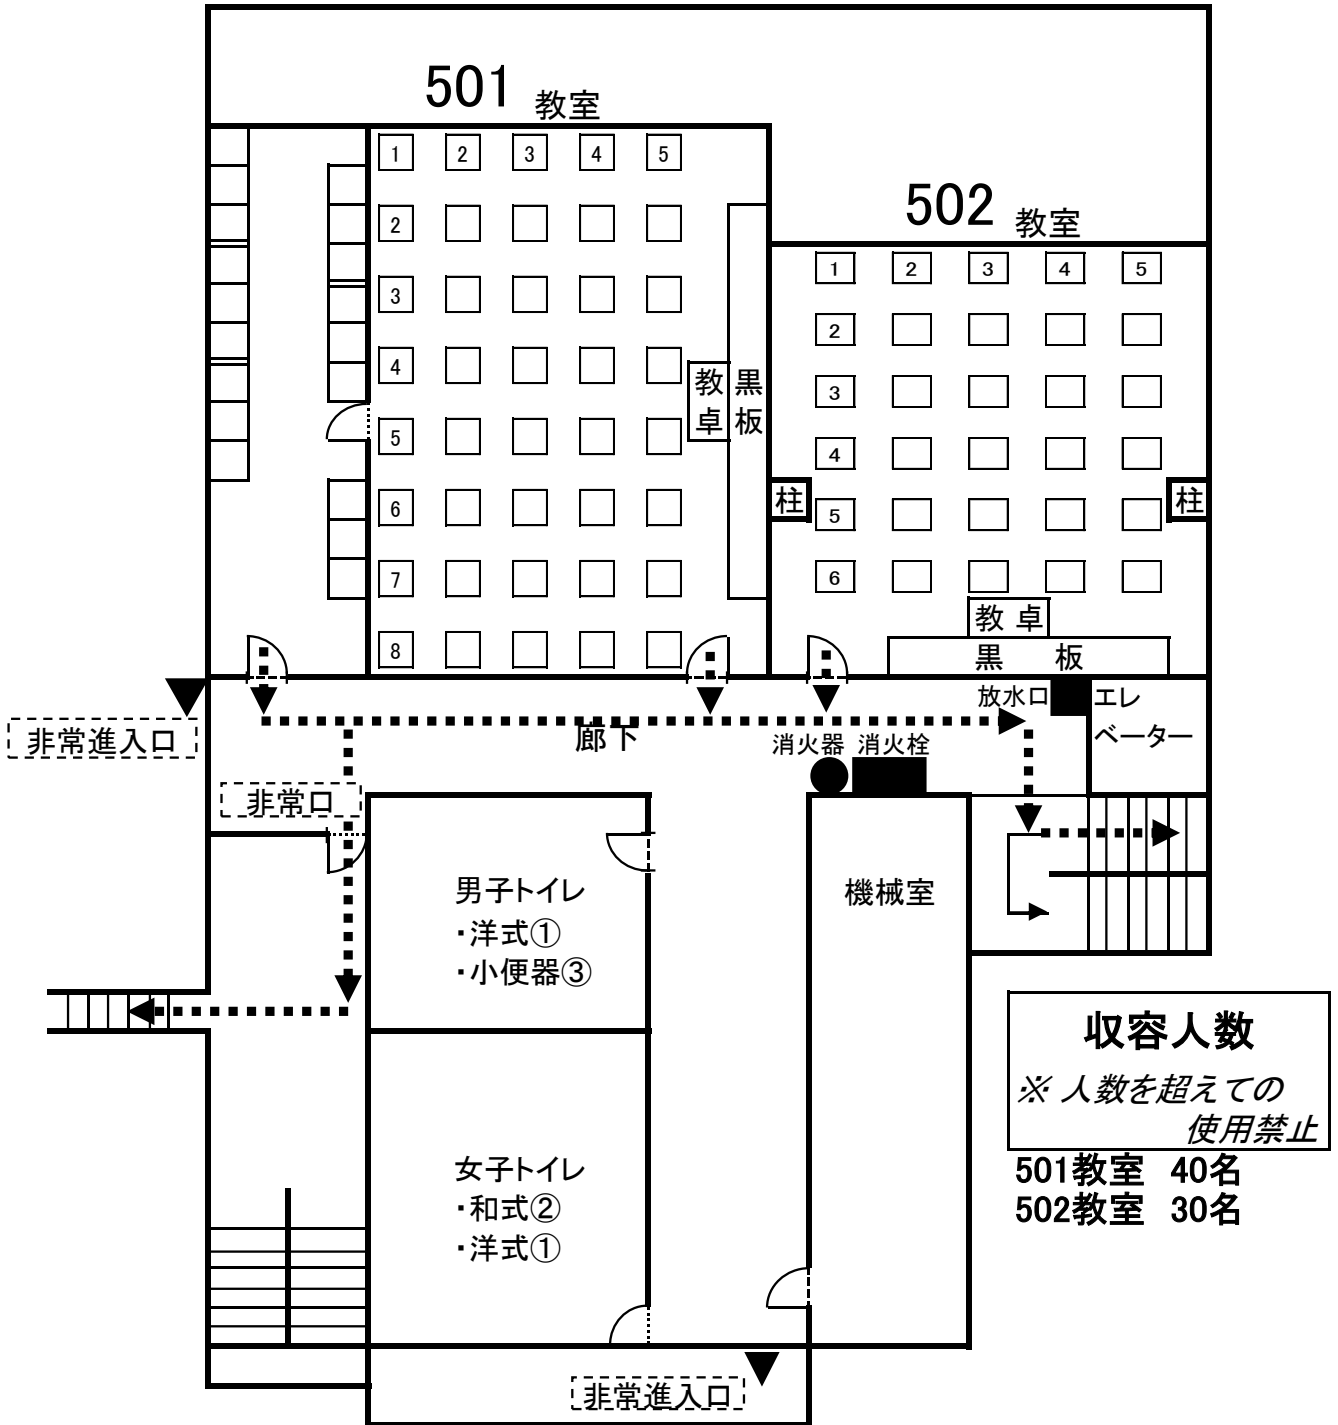 501 教室
1 2 3 4 5
2
3
4
5
6
7
8
教卓
黒板
502 教室
1 2 3 4 5
2
3
4
5
6
柱
柱
教卓
黒板
非常進入口
廊下
放水口
エレ
ベーター
消火器 消火栓
非常口
男子トイレ
・洋式①
・小便器③
機械室
収容人数
※ 人数を超えての
使用禁止
501教室 40名
502教室 30名
女子トイレ
・和式②
・洋式①
非常進入口